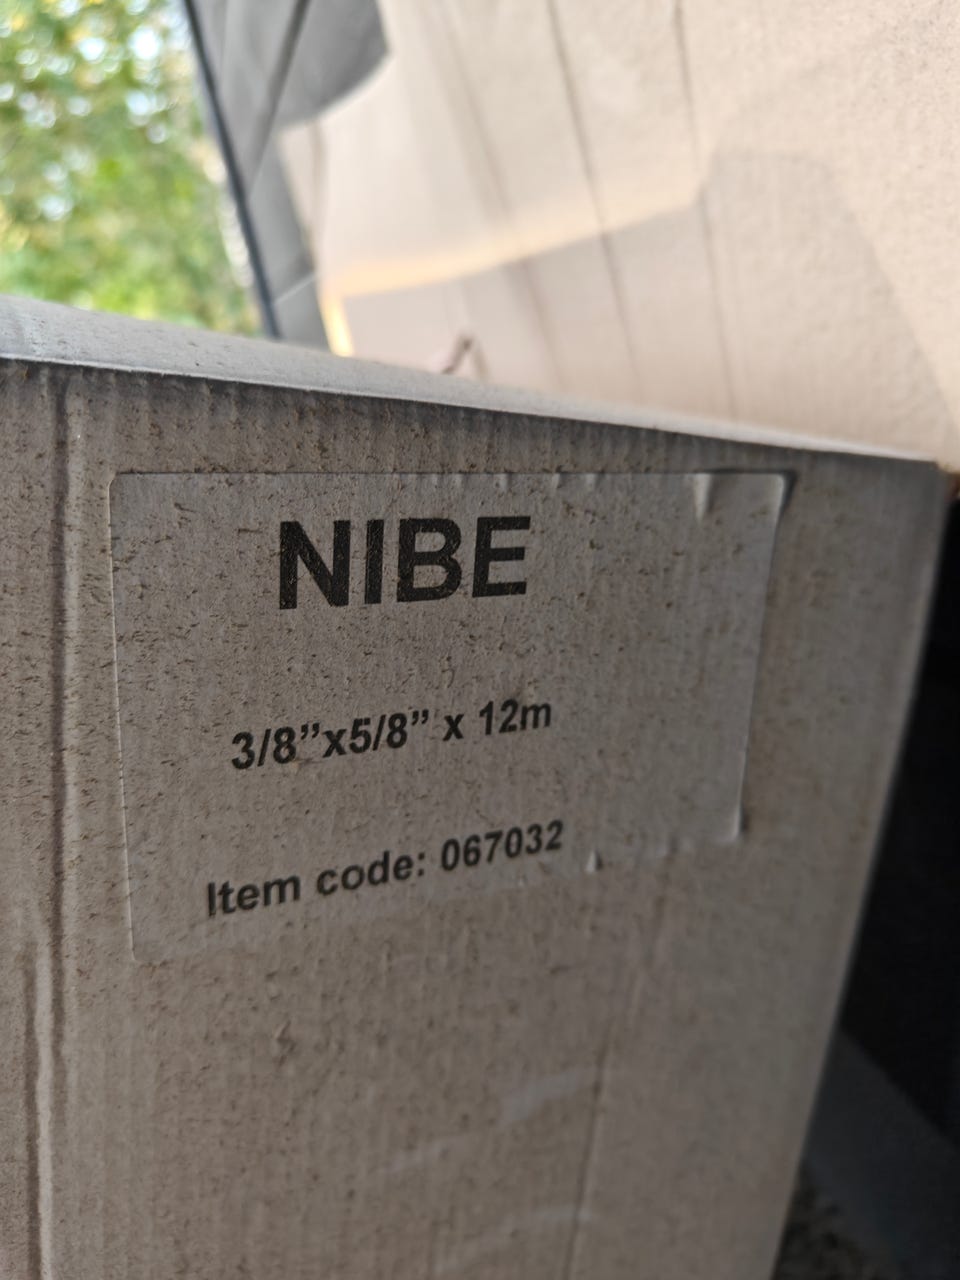 NIBE
3/8”x5/8” x 12m
Item code: 067032